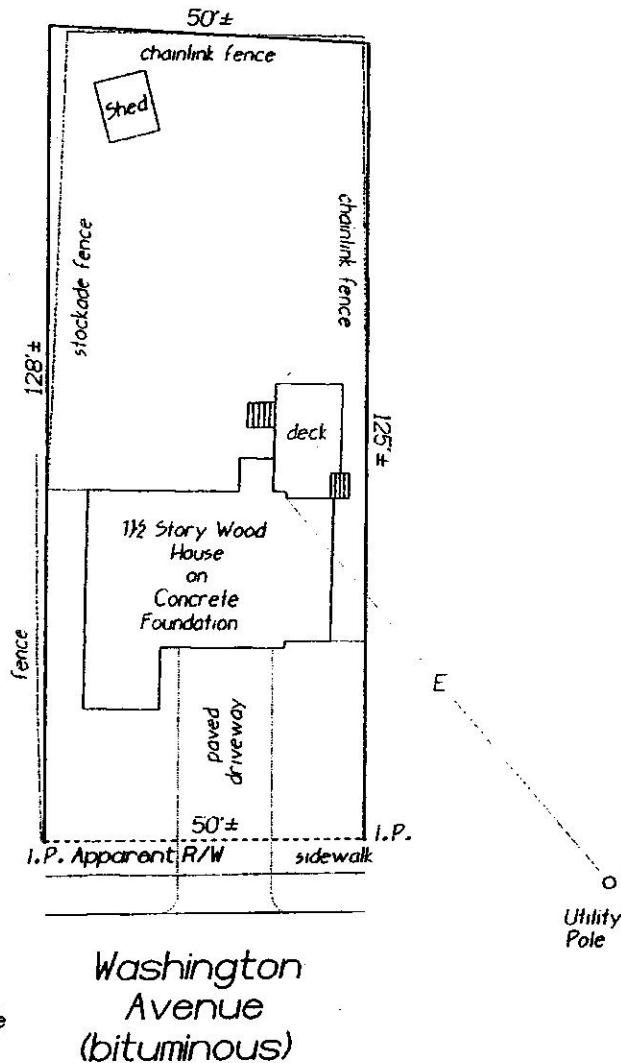 50'±
chainlink fence
Shed
stockade fence
chainlink fence
128'±
125'±
deck
1½ Story Wood
House
on
Concrete
Foundation
fence
E
paved
driveway
50'±
I.P. Apparent R/W sidewalk I.P.
Utility
Pole
Washington
Avenue
(bituminous)